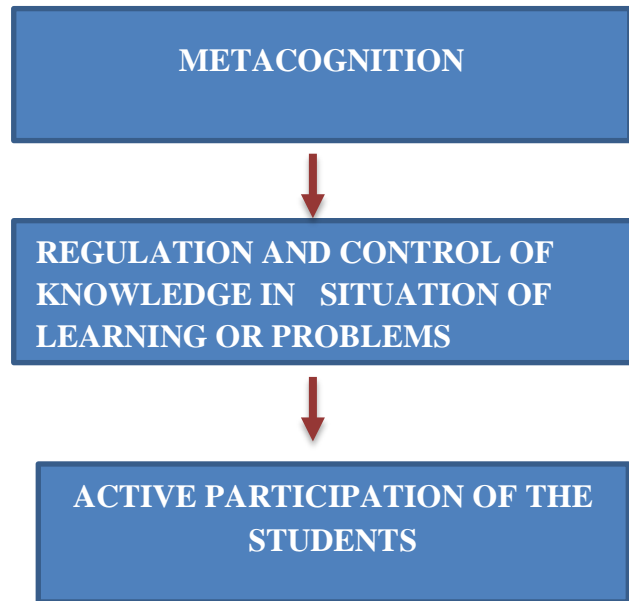 METACOGNITION
REGULATION AND CONTROL OF
KNOWLEDGE IN SITUATION OF
LEARNING OR PROBLEMS
ACTIVE PARTICIPATION OF THE
STUDENTS